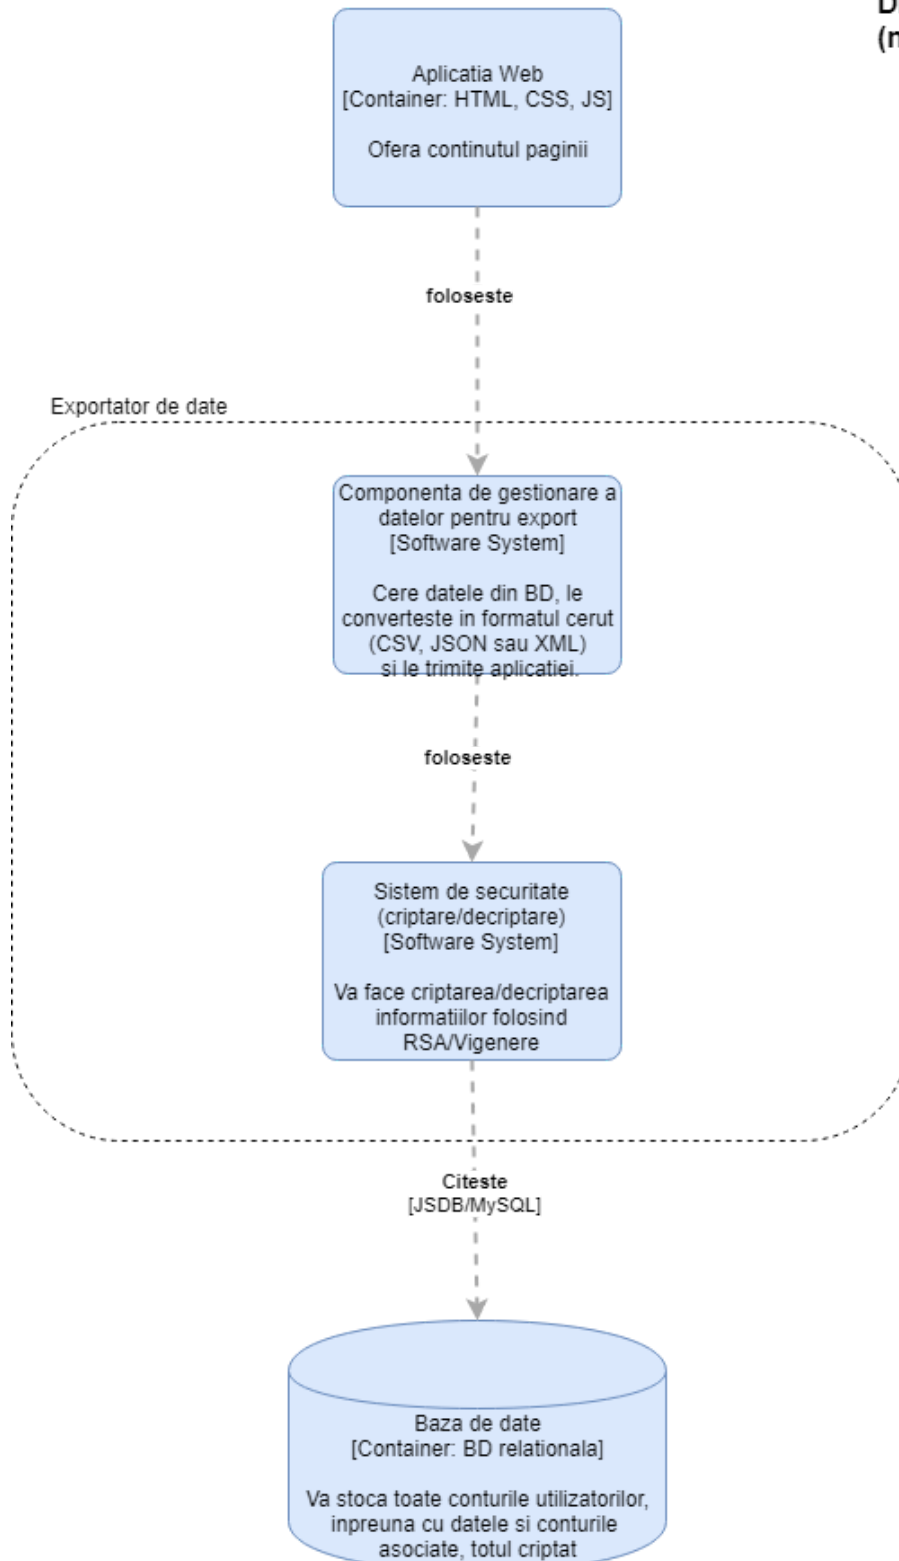 Aplicatia Web
[Container: HTML, CSS, JS]
Ofera continutul paginii
foloseste
Exportator de date
Componenta de gestionare a
datelor pentru export
[Software System]
Cere datele din BD, le
converteste in formatul cerut
(CSV, JSON sau XML)
si le trimite aplicatiei.
foloseste
Sistem de securitate
(criptare/decriptare)
[Software System]
Va face criptarea/decriptarea
informatiilor folosind
RSA/Vigenere
Citeste
[JSDB/MySQL]
Baza de date
[Container: BD relationala]
Va stoca toate conturile utilizatorilor,
inpreuna cu datele si conturile
asociate, totul criptat